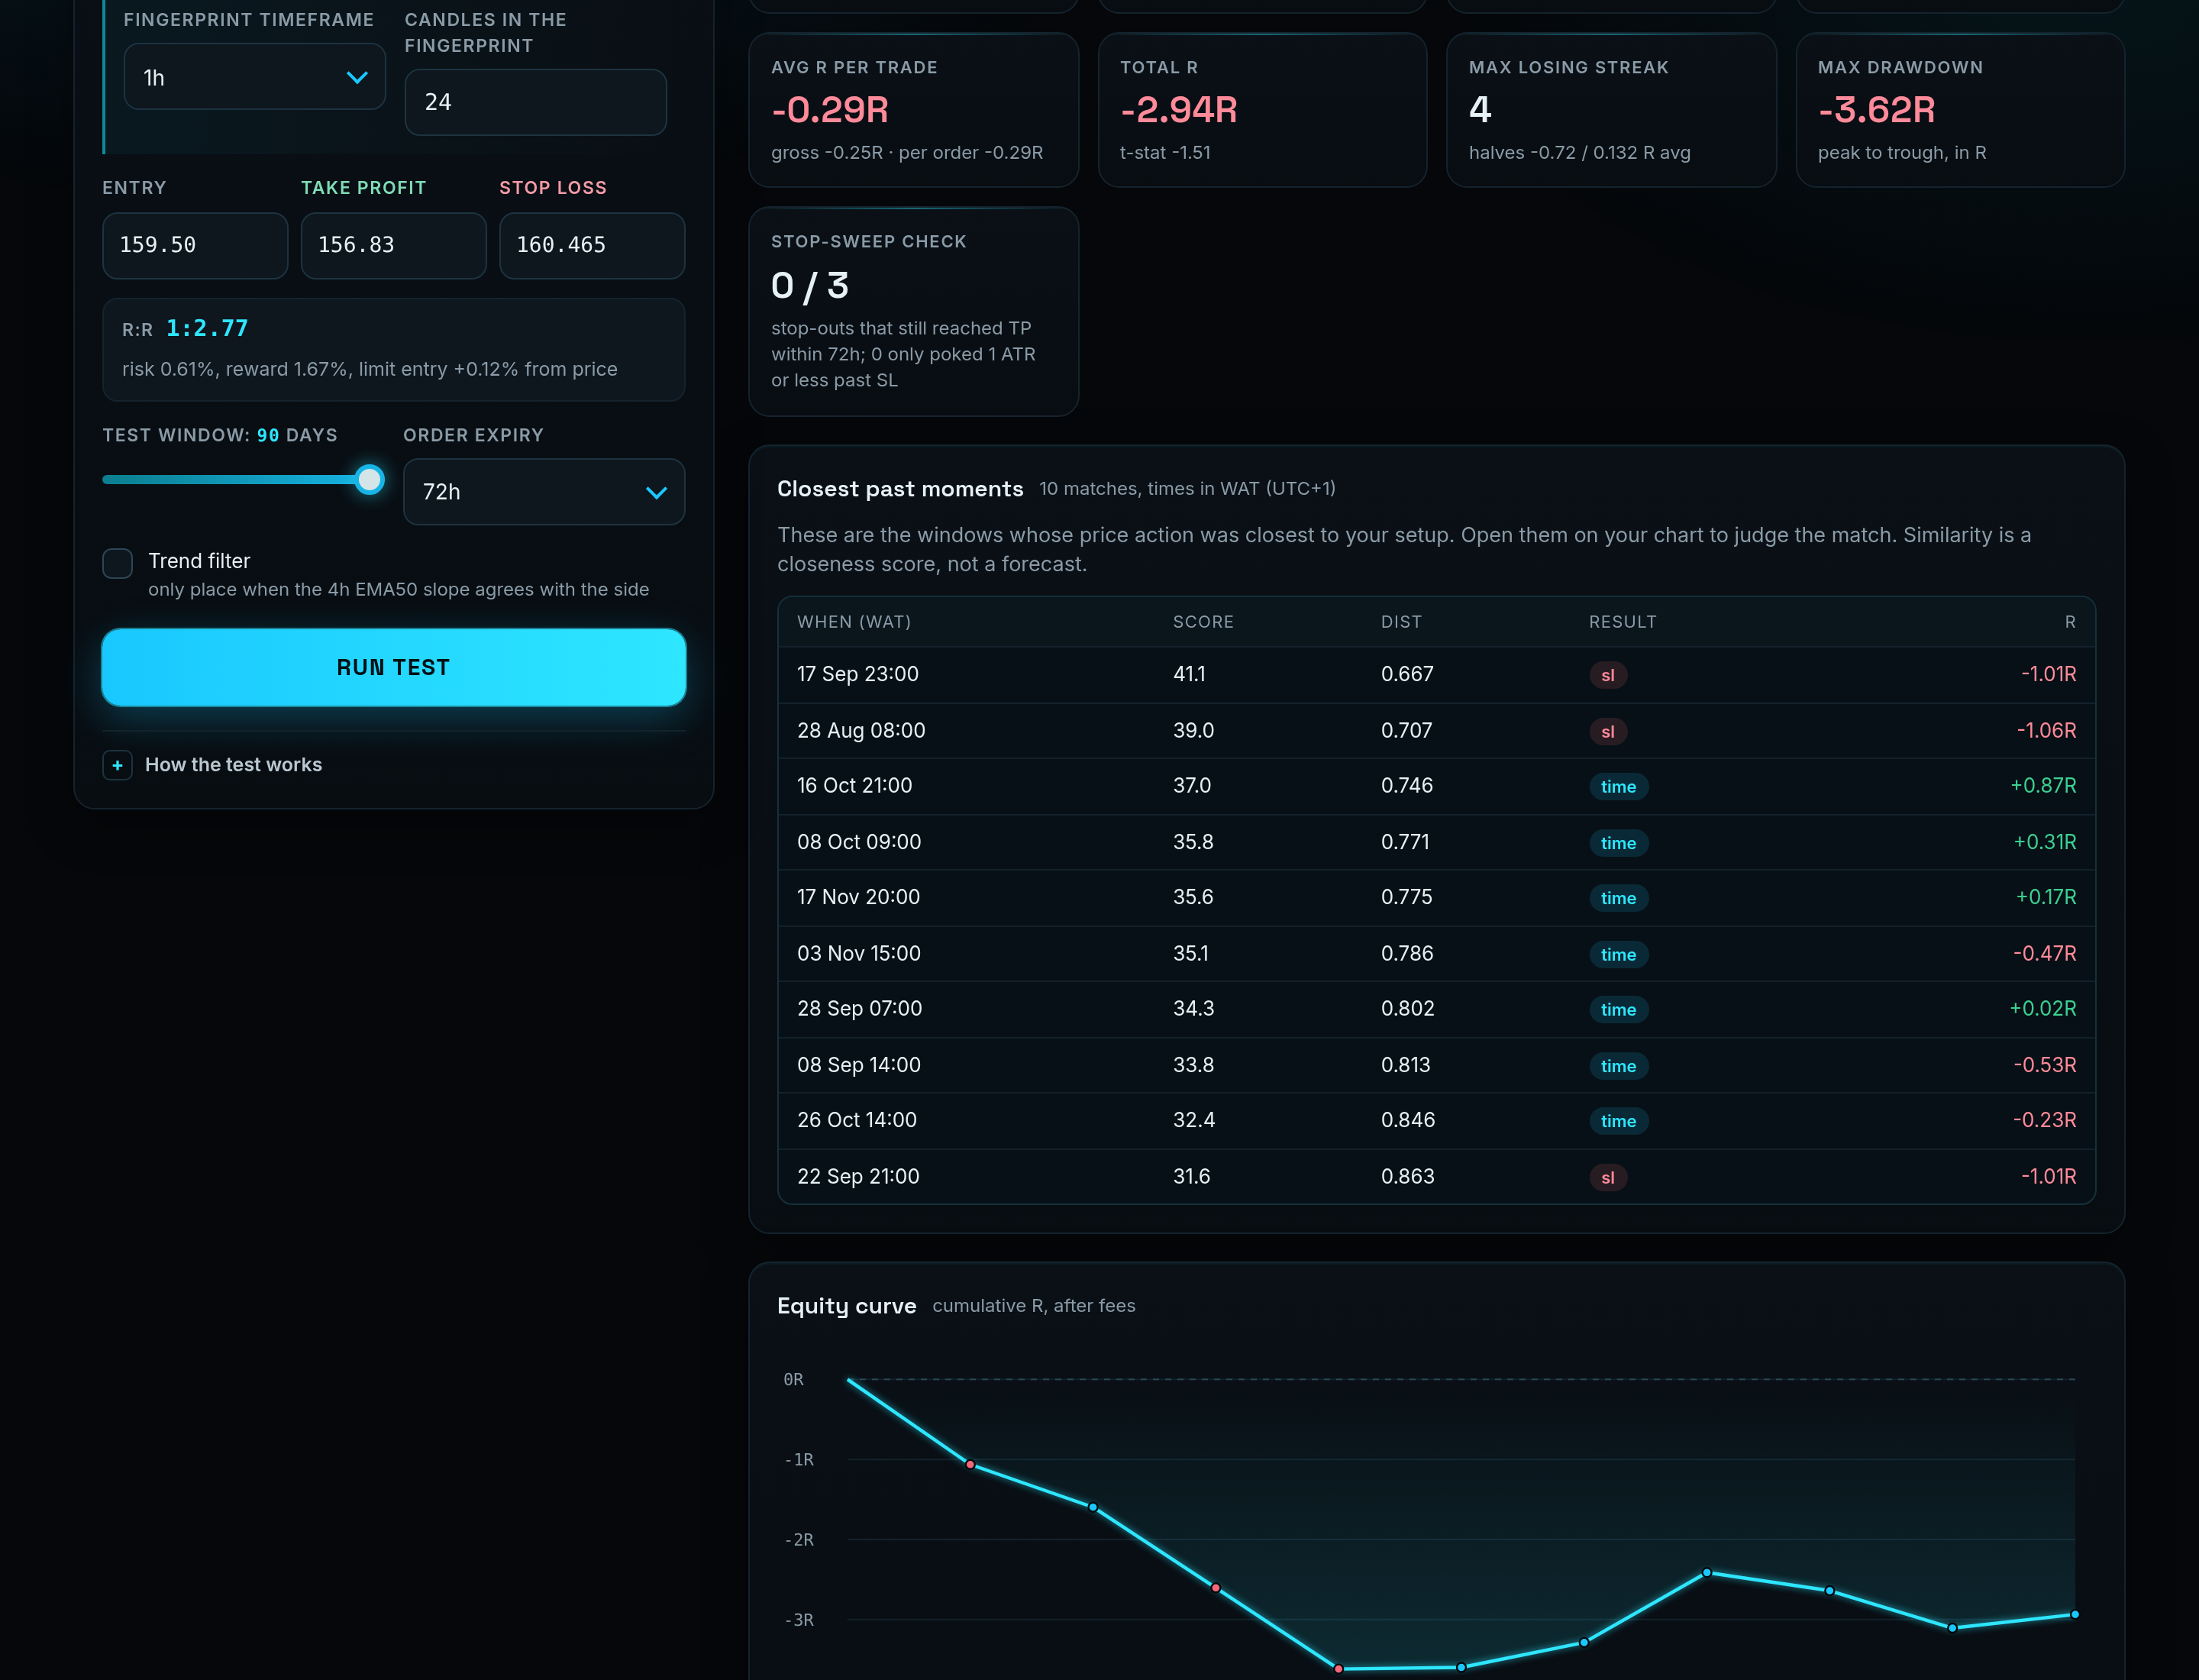 FINGERPRINT TIMEFRAME
1h
CANDLES IN THE
FINGERPRINT
24
ENTRY
159.50
TAKE PROFIT
156.83
STOP LOSS
160.465
R:R 1:2.77
risk 0.61%, reward 1.67%, limit entry +0.12% from price
TEST WINDOW: 90 DAYS
ORDER EXPIRY
72h
Trend filter
only place when the 4h EMA50 slope agrees with the side
RUN TEST
+ How the test works
AVG R PER TRADE
-0.29R
gross -0.25R · per order -0.29R
TOTAL R
-2.94R
t-stat -1.51
MAX LOSING STREAK
4
halves -0.72 / 0.132 R avg
MAX DRAWDOWN
-3.62R
peak to trough, in R
STOP-SWEEP CHECK
0 / 3
stop-outs that still reached TP
within 72h; 0 only poked 1 ATR
or less past SL
Closest past moments 10 matches, times in WAT (UTC+1)
These are the windows whose price action was closest to your setup. Open them on your chart to judge the match. Similarity is a
closeness score, not a forecast.
WHEN (WAT) SCORE DIST RESULT R
17 Sep 23:00 41.1 0.667 sl -1.01R
28 Aug 08:00 39.0 0.707 sl -1.06R
16 Oct 21:00 37.0 0.746 time +0.87R
08 Oct 09:00 35.8 0.771 time +0.31R
17 Nov 20:00 35.6 0.775 time +0.17R
03 Nov 15:00 35.1 0.786 time -0.47R
28 Sep 07:00 34.3 0.802 time +0.02R
08 Sep 14:00 33.8 0.813 time -0.53R
26 Oct 14:00 32.4 0.846 time -0.23R
22 Sep 21:00 31.6 0.863 sl -1.01R
Equity curve cumulative R, after fees
0R
-1R
-2R
-3R